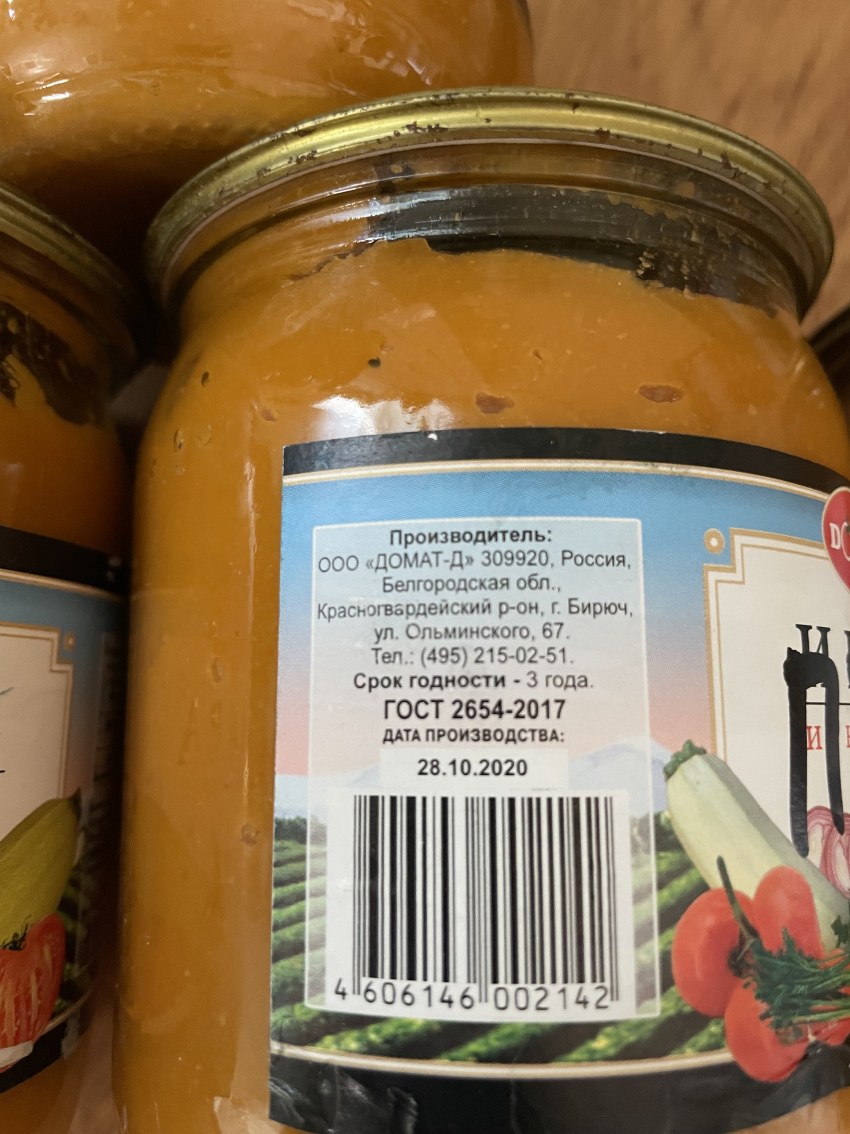 Производитель:
ООО «ДОМАТ-Д» 309920, Россия,
Белгородская обл.,
Красногвардейский р-он, г. Бирюч,
ул. Ольминского, 67.
Тел.: (495) 215-02-51.
Срок годности - 3 года.
ГОСТ 2654-2017
ДАТА ПРОИЗВОДСТВА:
28.10.2020
4 606146 002142